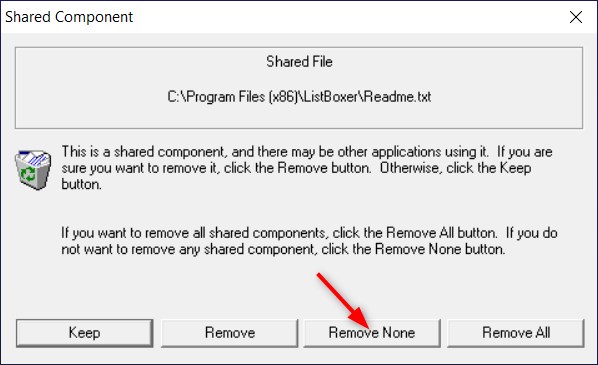 Shared Component
Shared File
C:\Program Files (x86)\ListBoxer\Readme.txt
This is a shared component, and there may be other applications using it.  If you are
sure you want to remove it, click the Remove button.  Otherwise, click the Keep
button.
If you want to remove all shared components, click the Remove All button.  If you do
not want to remove any shared component, click the Remove None button.
Keep
Remove
Remove None
Remove All